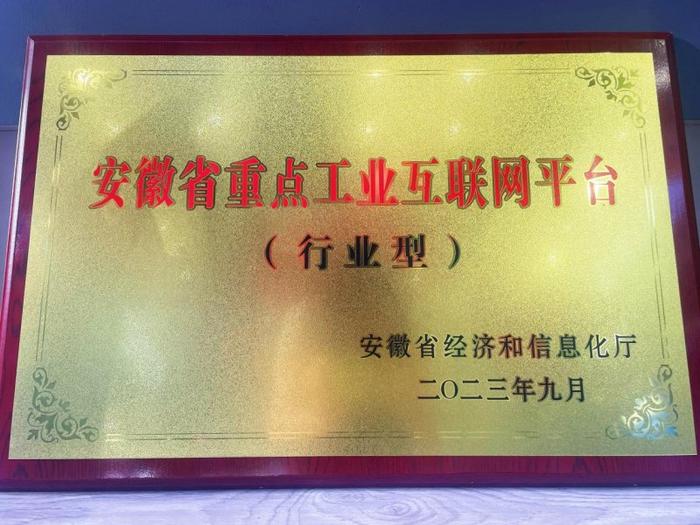 安徽省重点工业互联网平台
（行业型）
安徽省经济和信息化厅
二〇二三年九月